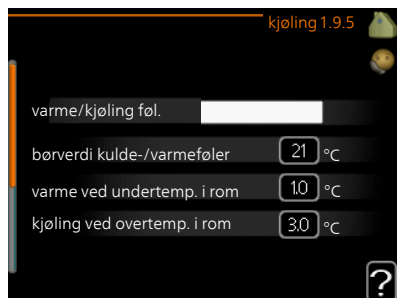 kjøling 1.9.5
varme/kjøling føl.
børverdi kulde-/varmeføler 21 °C
varme ved undertemp. i rom 1.0 °C
kjøling ved overtemp. i rom 3.0 °C
?